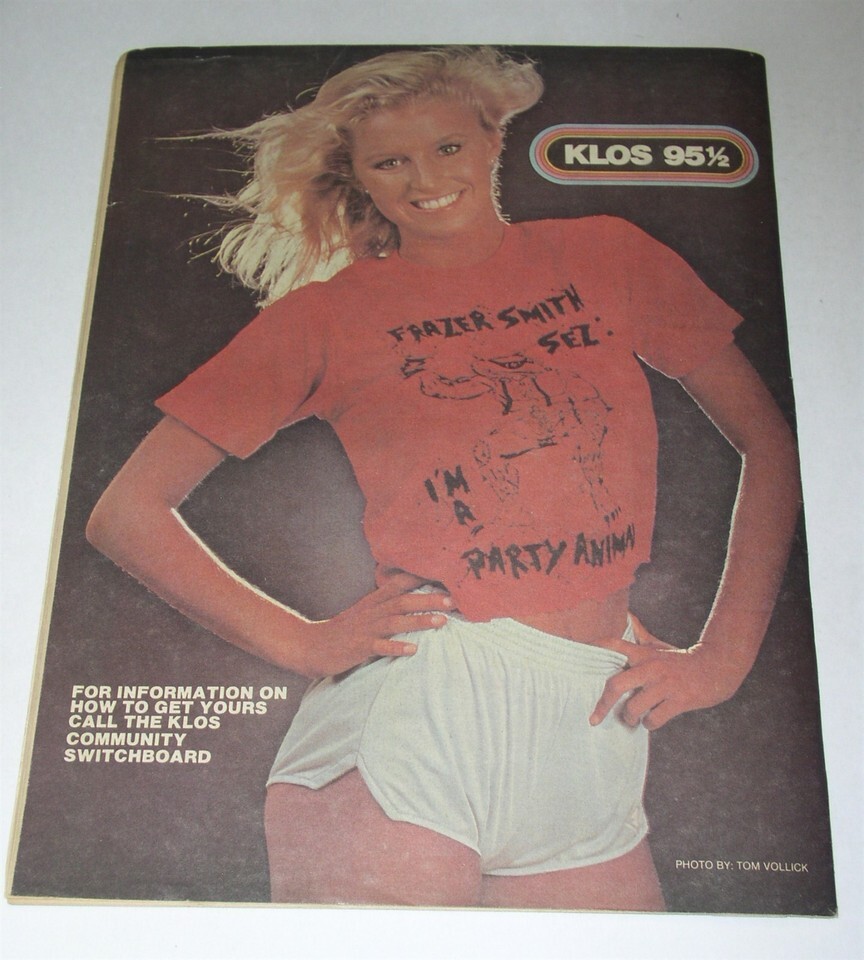 KLOS 95½
FRAZER SMITH
SEZ:
I'M
A
PARTY ANIMAL
FOR INFORMATION ON
HOW TO GET YOURS
CALL THE KLOS
COMMUNITY
SWITCHBOARD
PHOTO BY: TOM VOLLICK